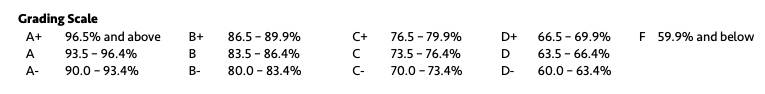 Grading Scale
A+ 96.5% and above B+ 86.5 – 89.9% C+ 76.5 – 79.9% D+ 66.5 – 69.9% F 59.9% and below
A 93.5 – 96.4% B 83.5 – 86.4% C 73.5 – 76.4% D 63.5 – 66.4%
A- 90.0 – 93.4% B- 80.0 – 83.4% C- 70.0 – 73.4% D- 60.0 – 63.4%